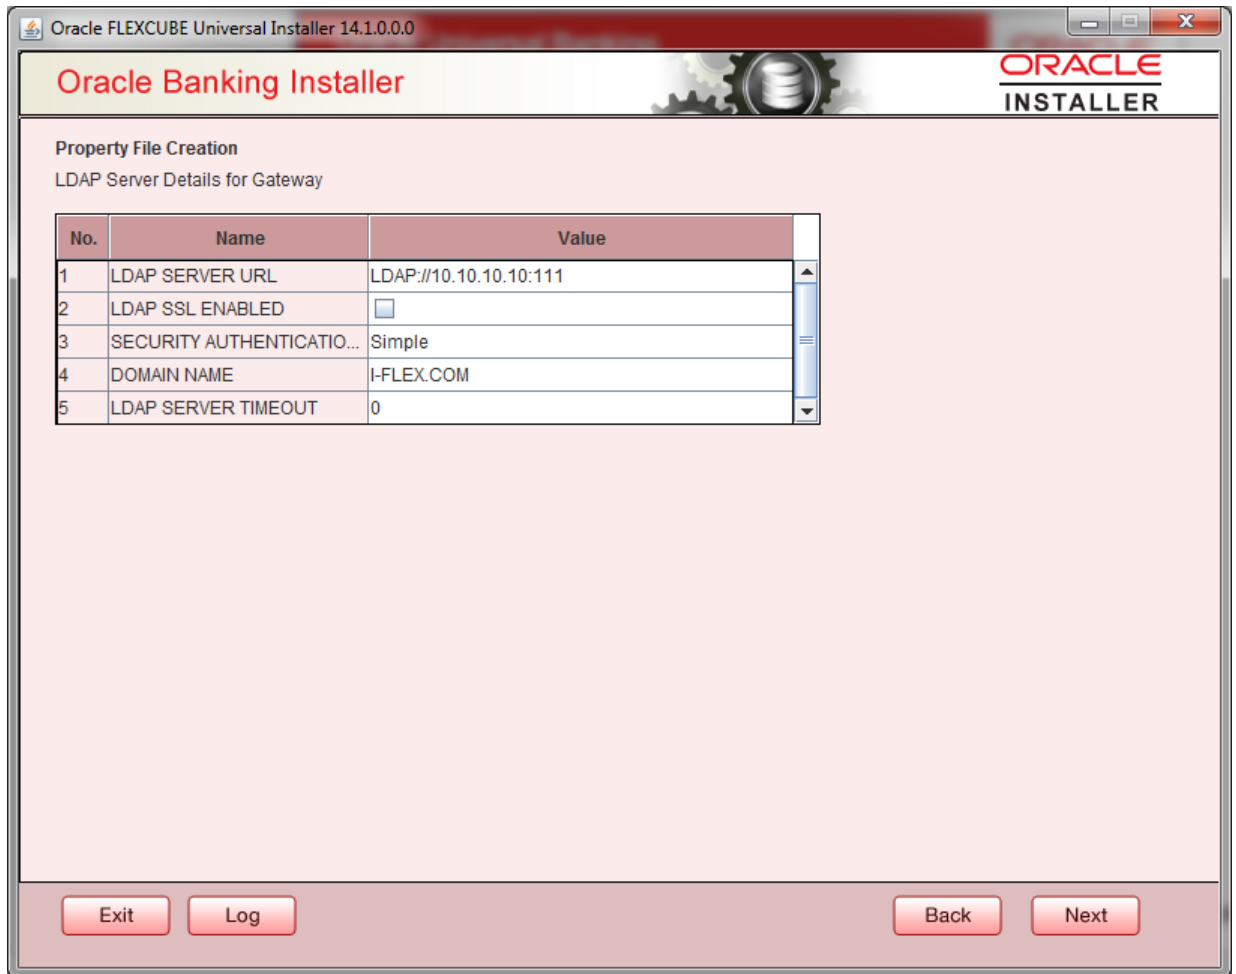 Oracle FLEXCUBE Universal Installer 14.1.0.0.0
Oracle Banking Installer
ORACLE
INSTALLER
Property File Creation
LDAP Server Details for Gateway
No. Name Value
1 LDAP SERVER URL LDAP://10.10.10.10:111
2 LDAP SSL ENABLED
3 SECURITY AUTHENTICATIO... Simple
4 DOMAIN NAME I-FLEX.COM
5 LDAP SERVER TIMEOUT 0
Exit Log Back Next